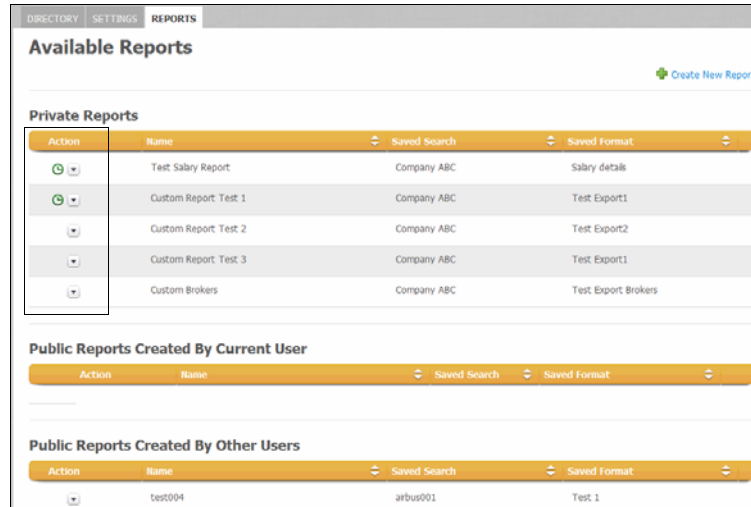 DIRECTORY SETTINGS REPORTS
Available Reports
Create New Repor
Private Reports
Action Name Saved Search Saved Format
Test Salary Report Company ABC Salary details
Custom Report Test 1 Company ABC Test Export1
Custom Report Test 2 Company ABC Test Export2
Custom Report Test 3 Company ABC Test Export1
Custom Brokers Company ABC Test Export Brokers
Public Reports Created By Current User
Action Name Saved Search Saved Format
Public Reports Created By Other Users
Action Name Saved Search Saved Format
test004 airbus001 Test 1